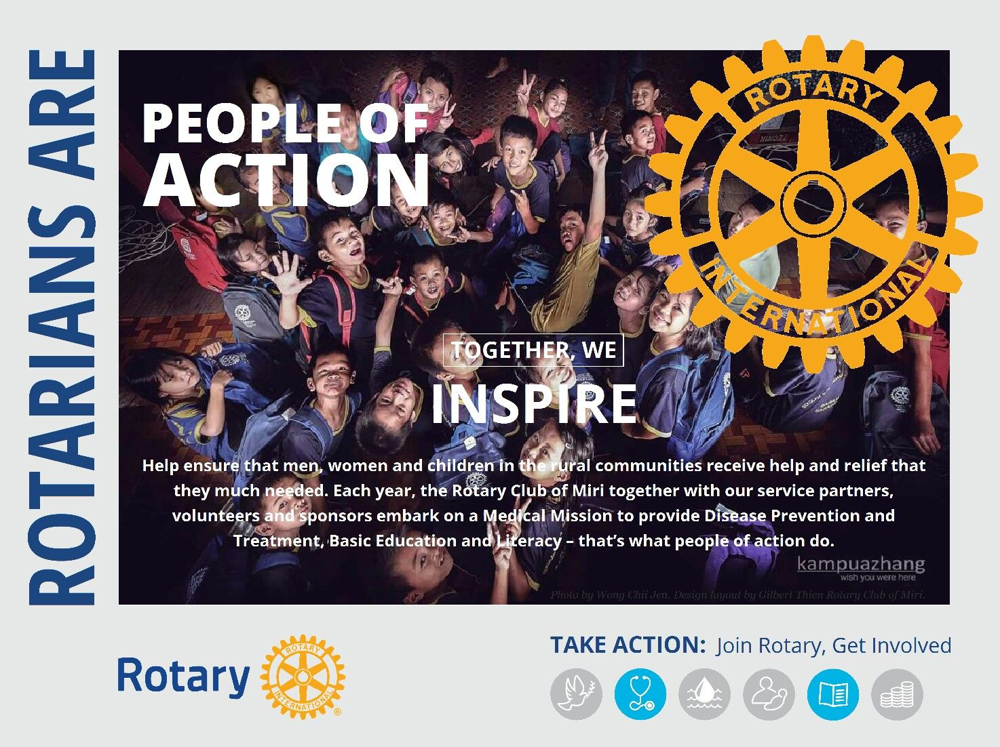 ROTARIANS ARE
PEOPLE OF
ACTION
ROTARY
INTERNATIONAL
TOGETHER, WE
INSPIRE
Help ensure that men, women and children in the rural communities receive help and relief that
they much needed. Each year, the Rotary Club of Miri together with our service partners,
volunteers and sponsors embark on a Medical Mission to provide Disease Prevention and
Treatment, Basic Education and Literacy – that’s what people of action do.
kampuazhang
wish you were here
Photo by Wong Chii Jen. Design layout by Gilbert Thien Rotary Club of Miri.
Rotary
ROTARY
INTERNATIONAL
®
TAKE ACTION: Join Rotary, Get Involved